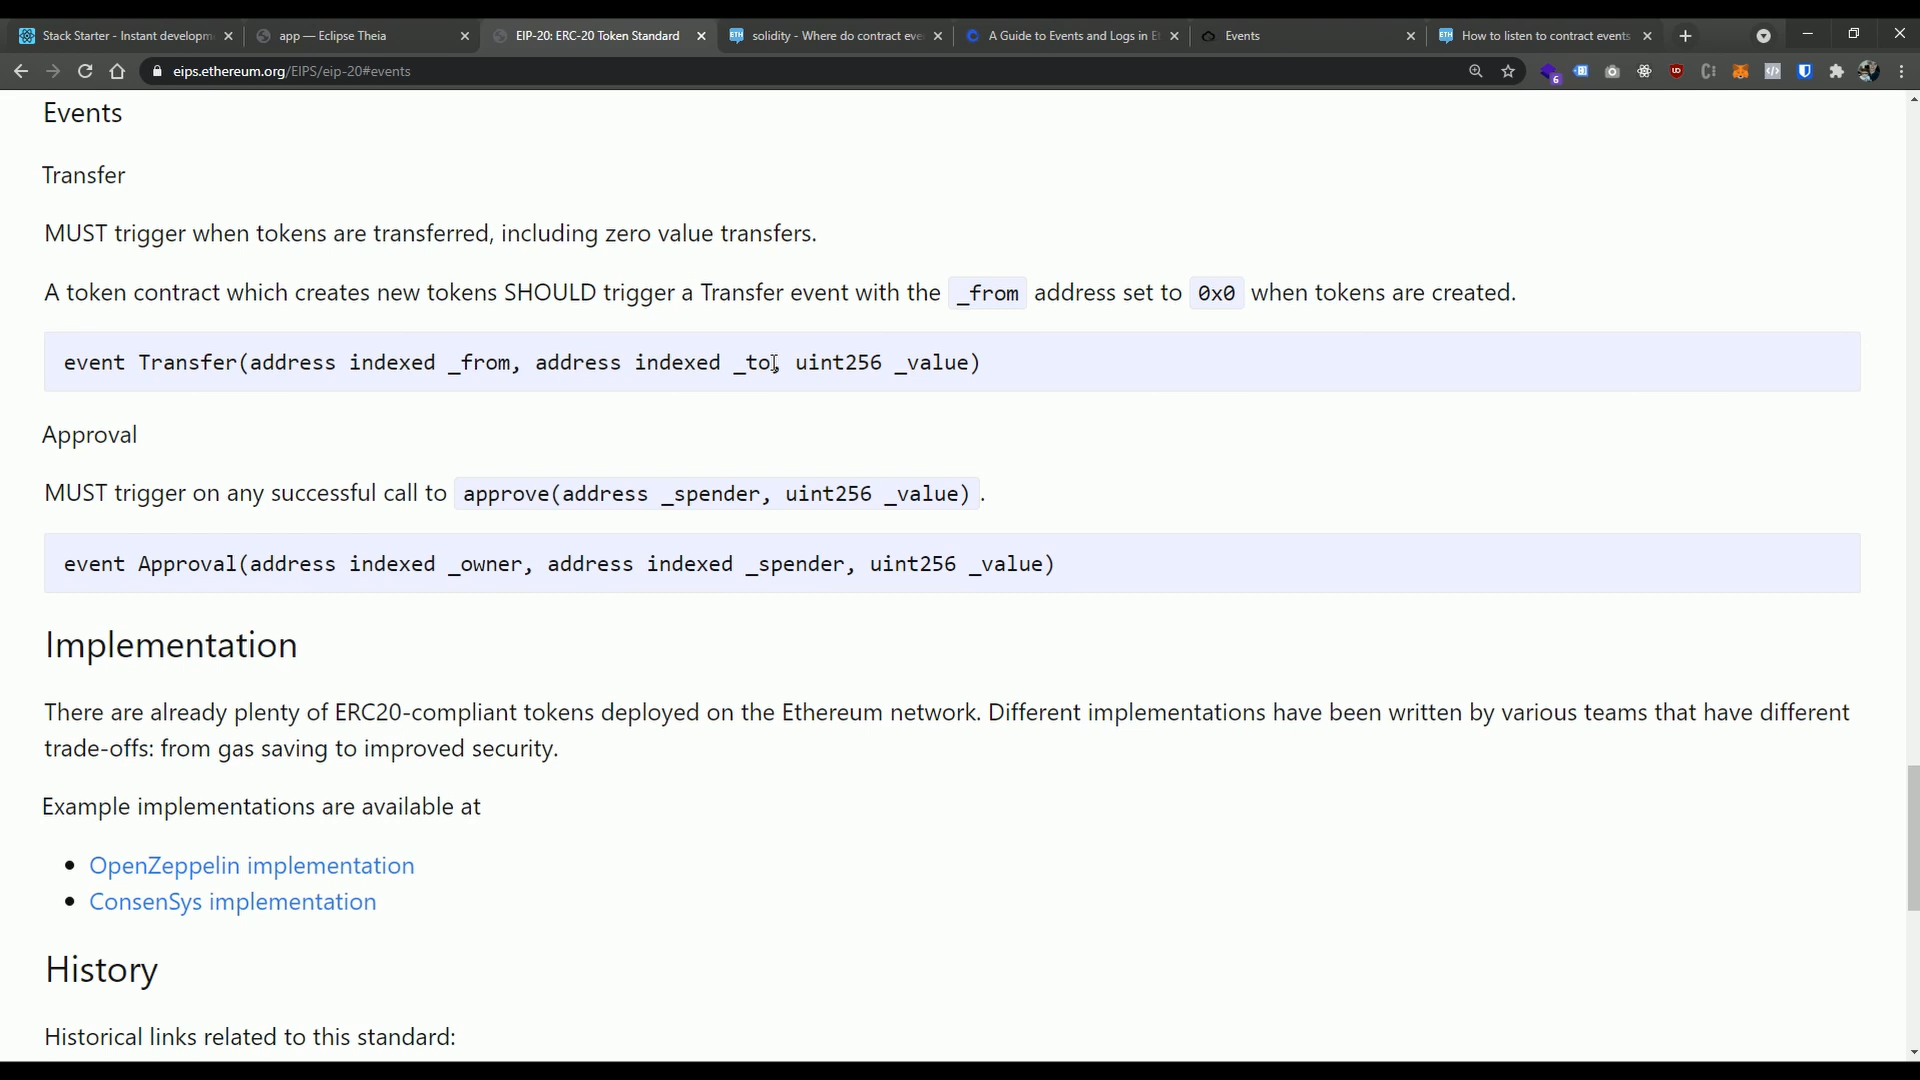 Stack Starter - Instant developm
app — Eclipse Theia
EIP-20: ERC-20 Token Standard
solidity - Where do contract eve
A Guide to Events and Logs in Et
Events
How to listen to contract events
eips.ethereum.org/EIPS/eip-20#events
6
Events
Transfer
MUST trigger when tokens are transferred, including zero value transfers.
A token contract which creates new tokens SHOULD trigger a Transfer event with the _from address set to 0x0 when tokens are created.
event Transfer(address indexed _from, address indexed _to, uint256 _value)
Approval
MUST trigger on any successful call to approve(address _spender, uint256 _value).
event Approval(address indexed _owner, address indexed _spender, uint256 _value)
Implementation
There are already plenty of ERC20-compliant tokens deployed on the Ethereum network. Different implementations have been written by various teams that have different
trade-offs: from gas saving to improved security.
Example implementations are available at
OpenZeppelin implementation
ConsenSys implementation
History
Historical links related to this standard: